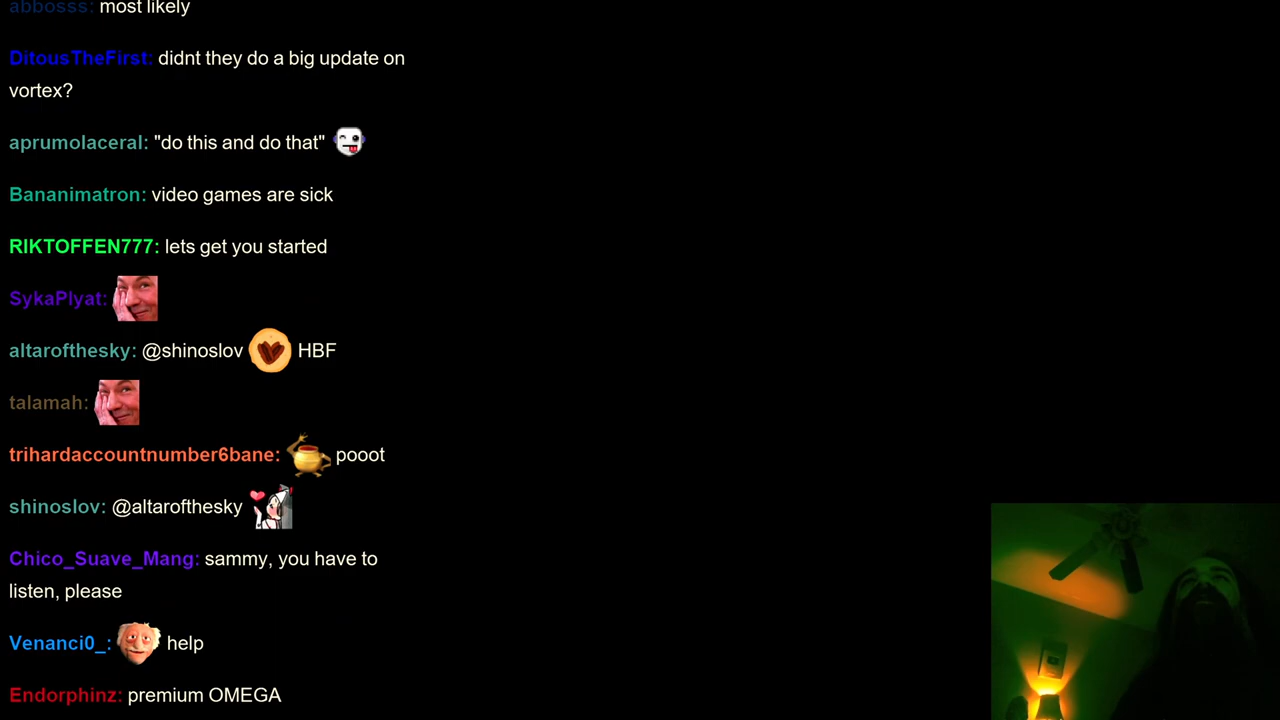 abbosss: most likely
DitousTheFirst: didnt they do a big update on
vortex?
aprumolaceral: "do this and do that"
Bananimatron: video games are sick
RIKTOFFEN777: lets get you started
SykaPlyat:
altarofthesky: @shinoslov HBF
talamah:
trihardaccountnumber6bane: pooot
shinoslov: @altarofthesky
Chico_Suave_Mang: sammy, you have to
listen, please
Venanci0_: help
Endorphinz: premium OMEGA